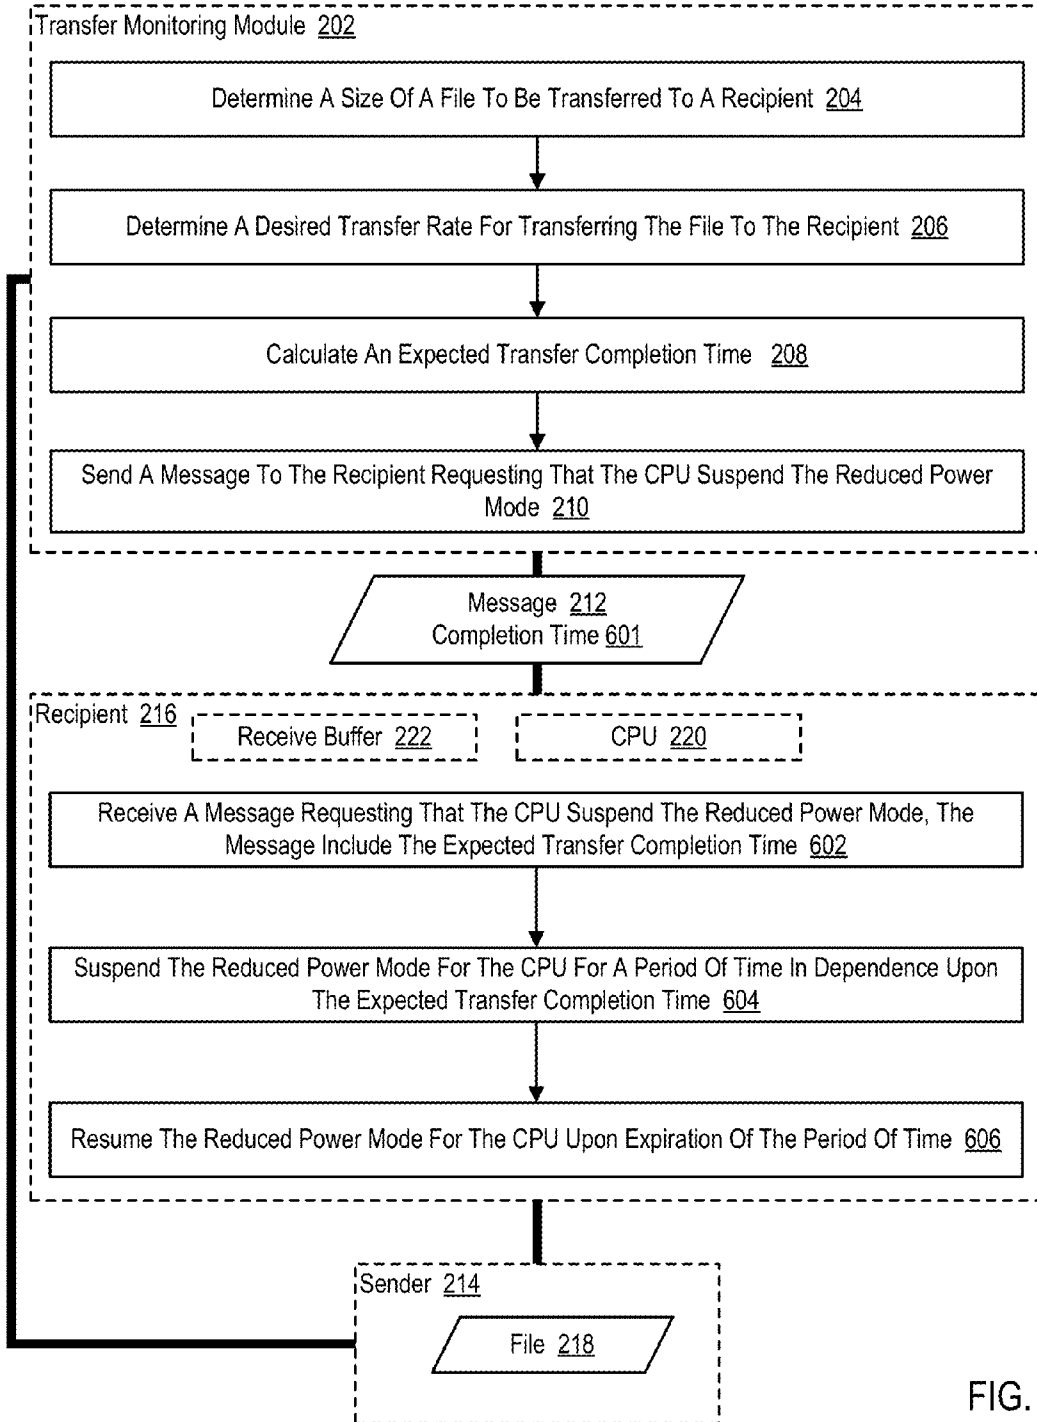 Transfer Monitoring Module 202
Determine A Size Of A File To Be Transferred To A Recipient 204
Determine A Desired Transfer Rate For Transferring The File To The Recipient 206
Calculate An Expected Transfer Completion Time 208
Send A Message To The Recipient Requesting That The CPU Suspend The Reduced Power
Mode 210
Message 212
Completion Time 601
Recipient 216
Receive Buffer 222
CPU 220
Receive A Message Requesting That The CPU Suspend The Reduced Power Mode, The
Message Include The Expected Transfer Completion Time 602
Suspend The Reduced Power Mode For The CPU For A Period Of Time In Dependence Upon
The Expected Transfer Completion Time 604
Resume The Reduced Power Mode For The CPU Upon Expiration Of The Period Of Time 606
Sender 214
File 218
FIG.